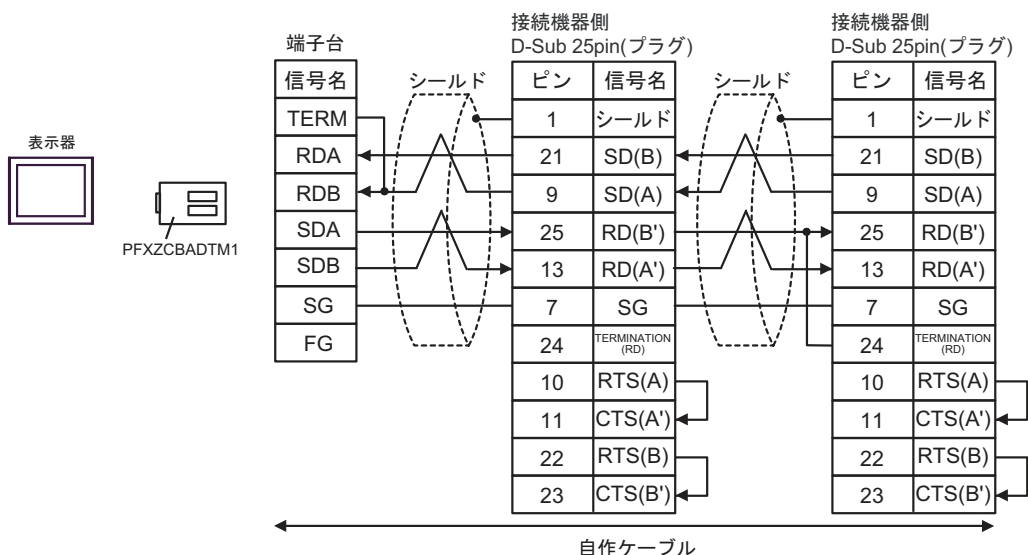 表示器
PFXZCBADTM1
端子台
信号名
TERM
RDA
RDB
SDA
SDB
SG
FG
シールド
接続機器側
D-Sub 25pin(プラグ)
ピン 信号名
1 シールド
21 SD(B)
9 SD(A)
25 RD(B')
13 RD(A')
7 SG
24 TERMINATION
(RD)
10 RTS(A)
11 CTS(A')
22 RTS(B)
23 CTS(B')
シールド
接続機器側
D-Sub 25pin(プラグ)
ピン 信号名
1 シールド
21 SD(B)
9 SD(A)
25 RD(B')
13 RD(A')
7 SG
24 TERMINATION
(RD)
10 RTS(A)
11 CTS(A')
22 RTS(B)
23 CTS(B')
自作ケーブル